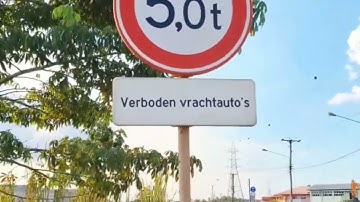 5,0t
Verboden vrachtauto's